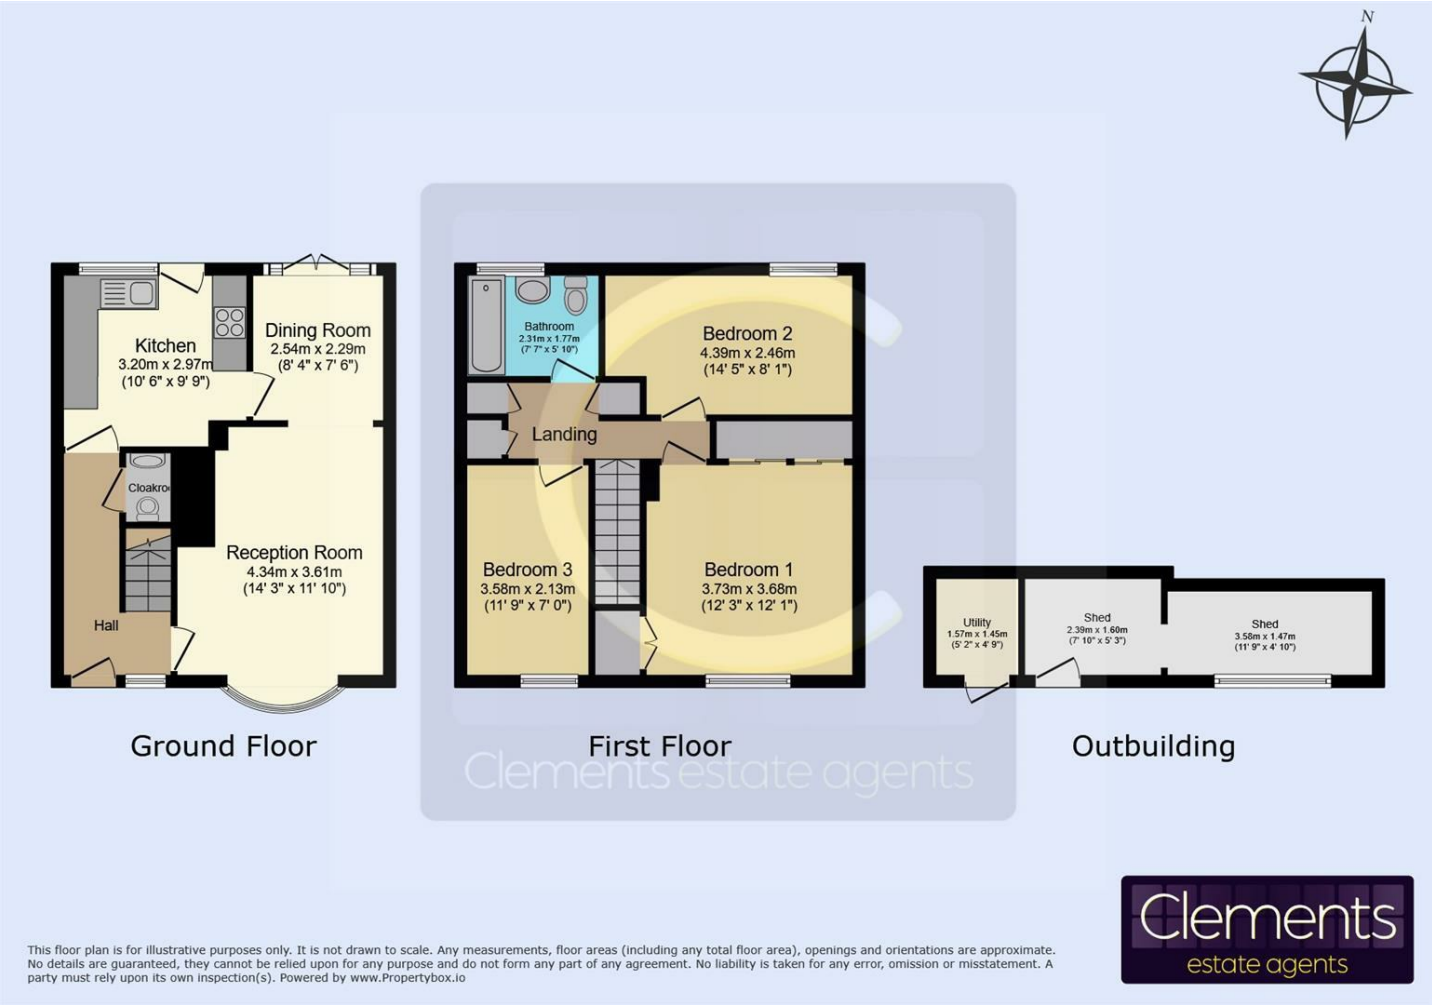 N
Kitchen
3.20m x 2.97m
(10' 6" x 9' 9")
Dining Room
2.54m x 2.29m
(8' 4" x 7' 6")
Cloakro
Reception Room
4.34m x 3.61m
(14' 3" x 11' 10")
Hall
Ground Floor
Bathroom
2.31m x 1.77m
(7' 7" x 5' 10")
Bedroom 2
4.39m x 2.46m
(14' 5" x 8' 1")
Landing
Bedroom 3
3.58m x 2.13m
(11' 9" x 7' 0")
Bedroom 1
3.73m x 3.68m
(12' 3" x 12' 1")
First Floor
Utility
1.57m x 1.45m
(5' 2" x 4' 9")
Shed
2.39m x 1.60m
(7' 10" x 5' 3")
Shed
3.58m x 1.47m
(11' 9" x 4' 10")
Outbuilding
Clements estate agents
Clements
estate agents
This floor plan is for illustrative purposes only. It is not drawn to scale. Any measurements, floor areas (including any total floor area), openings and orientations are approximate.
No details are guaranteed, they cannot be relied upon for any purpose and do not form any part of any agreement. No liability is taken for any error, omission or misstatement. A
party must rely upon its own inspection(s). Powered by www.Propertybox.io